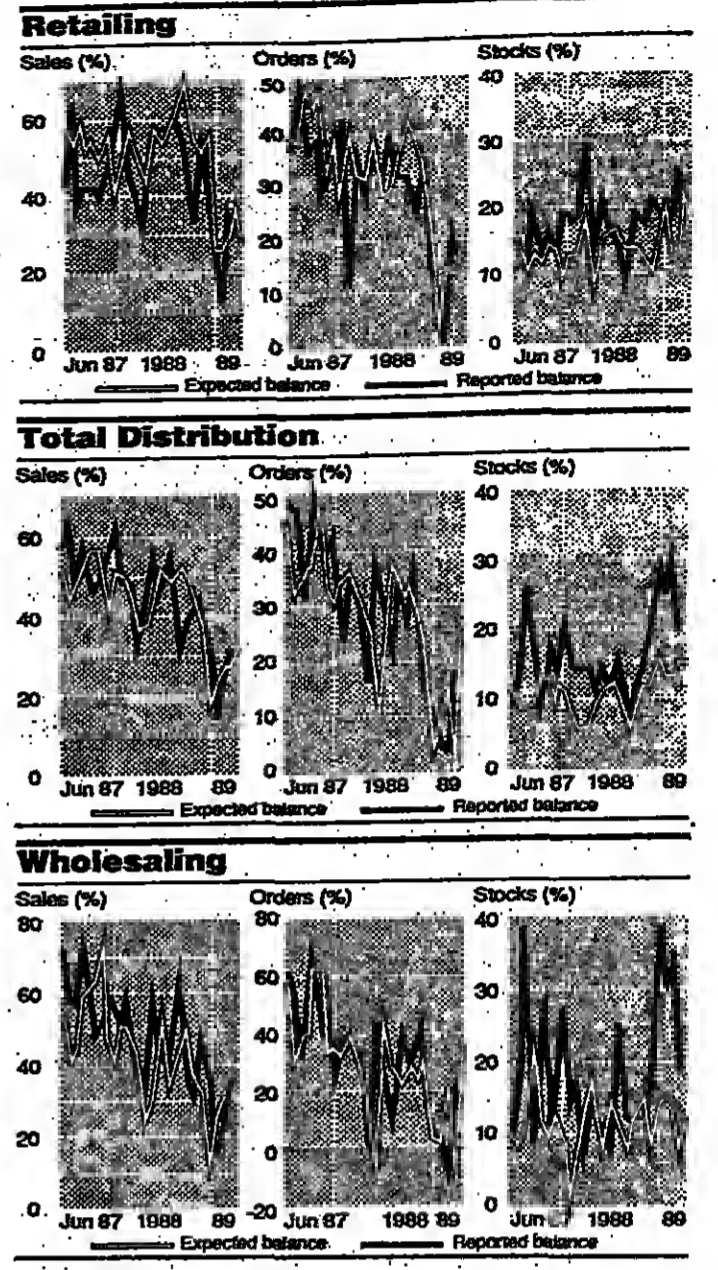 Retailing
Sales (%) Orders (%) Stocks (%)
60 40 20 0
50 40 30 20 10 0
40 30 20 10 0
Jun 87 1988 89 Jun 87 1988 89 Jun 87 1988 89
Expected balance Reported balance
Total Distribution
Sales (%) Orders (%) Stocks (%)
60 40 20 0
50 40 30 20 10 0
40 30 20 10 0
Jun 87 1988 89 Jun 87 1988 89 Jun 87 1988 89
Expected balance Reported balance
Wholesaling
Sales (%) Orders (%) Stocks (%)
80 60 40 20 0
80 60 40 20 0 -20
40 30 20 10 0
Jun 87 1988 89 Jun 87 1988 89 Jun 1988 89
Expected balance Reported balance